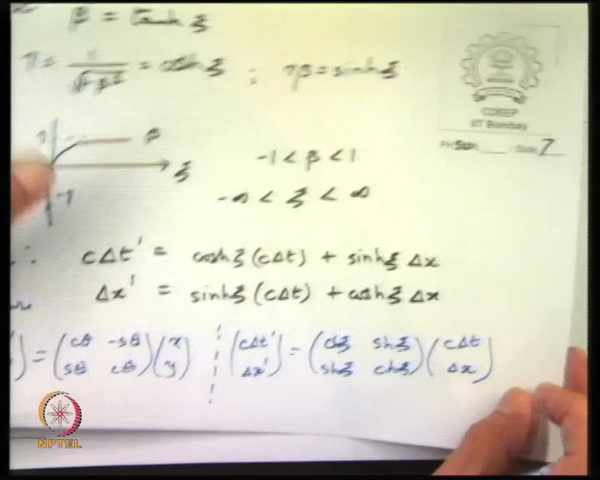 β = tanh ξ
γ = 1/√1-β² = cosh ξ ; γβ = sinh ξ
CDEEP
IIT Bombay
Slide 7
1 β
ξ
-1
-1 < β < 1
-∞ < ξ < ∞
cΔt' = cosh ξ (cΔt) + sinh ξ Δx
Δx' = sinh ξ (cΔt) + cosh ξ Δx
) = (cθ -sθ) (x) ¦ (cΔt') = (chξ shξ) (cΔt)
(sθ cθ) (y) ¦ (Δx') (shξ chξ) (Δx)
NPTEL